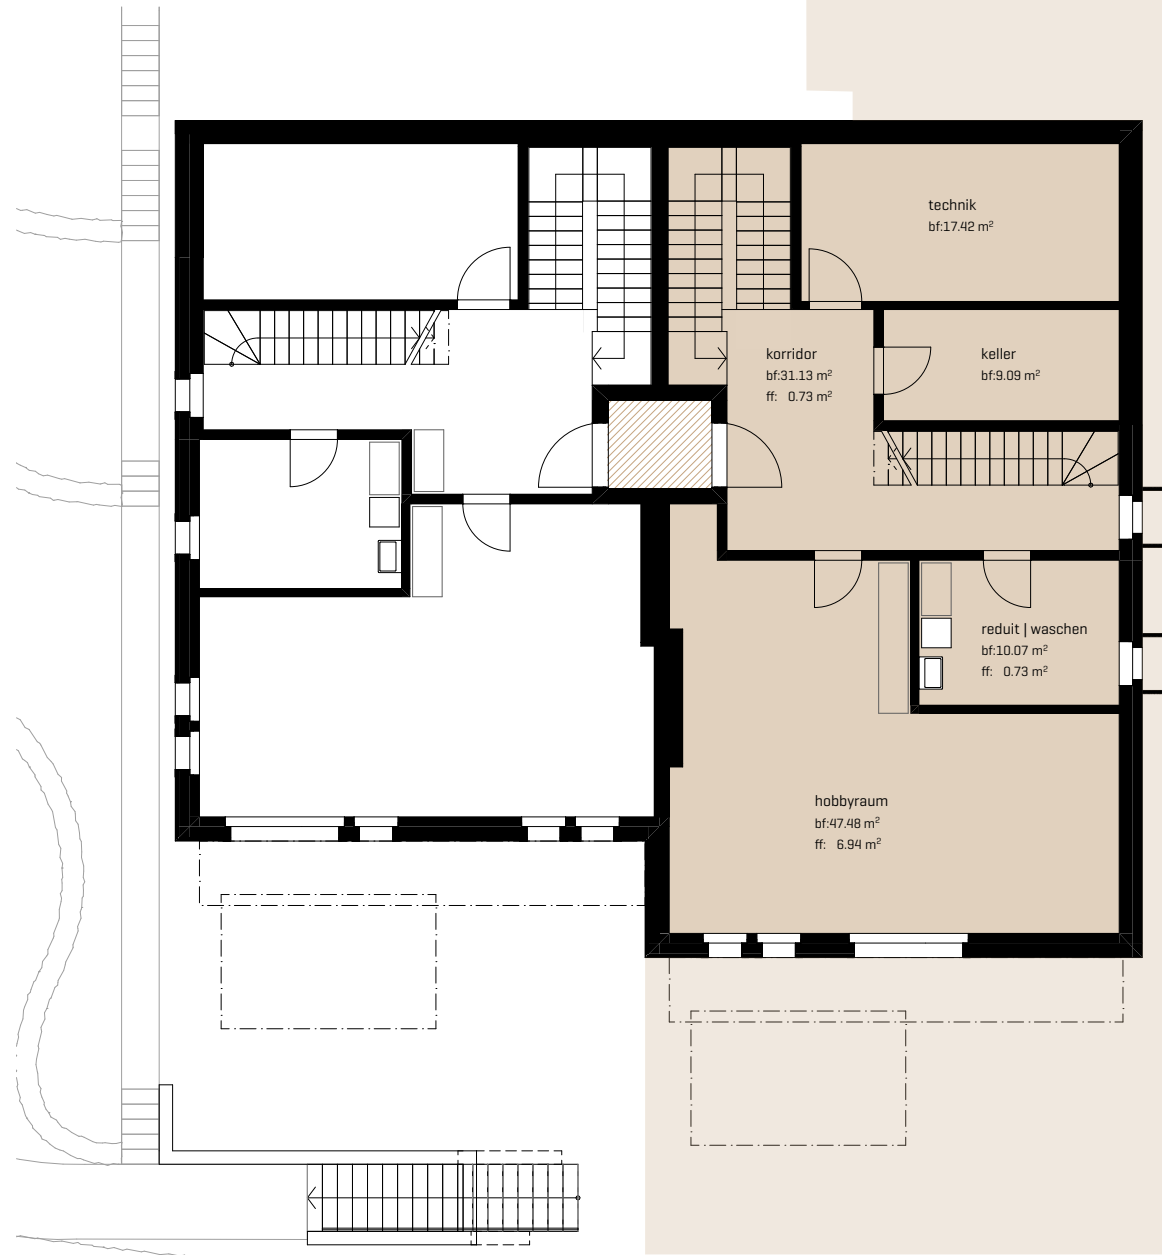 technik
bf:17.42 m²
korridor
bf:31.13 m²
ff: 0.73 m²
keller
bf:9.09 m²
reduit | waschen
bf:10.07 m²
ff: 0.73 m²
hobbyraum
bf:47.48 m²
ff: 6.94 m²